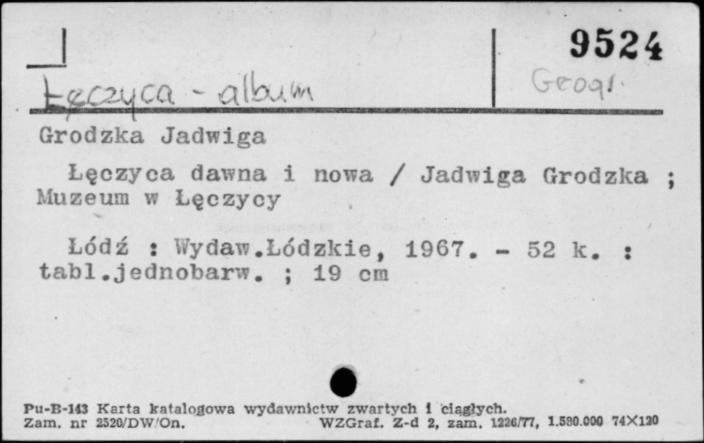 9524
Łęczyca - album
Geogr.
Grodzka Jadwiga
Łęczyca dawna i nowa / Jadwiga Grodzka ;
Muzeum w Łęczycy
Łódź : Wydaw.Łódzkie, 1967. - 52 k. :
tabl.jednobarw. ; 19 cm
Pu-B-143 Karta katalogowa wydawnictw zwartych i ciągłych.
Zam. nr 2520/DW/On. WZGraf. Z-d 2, zam. 1226/77, 1.580.000 74X120